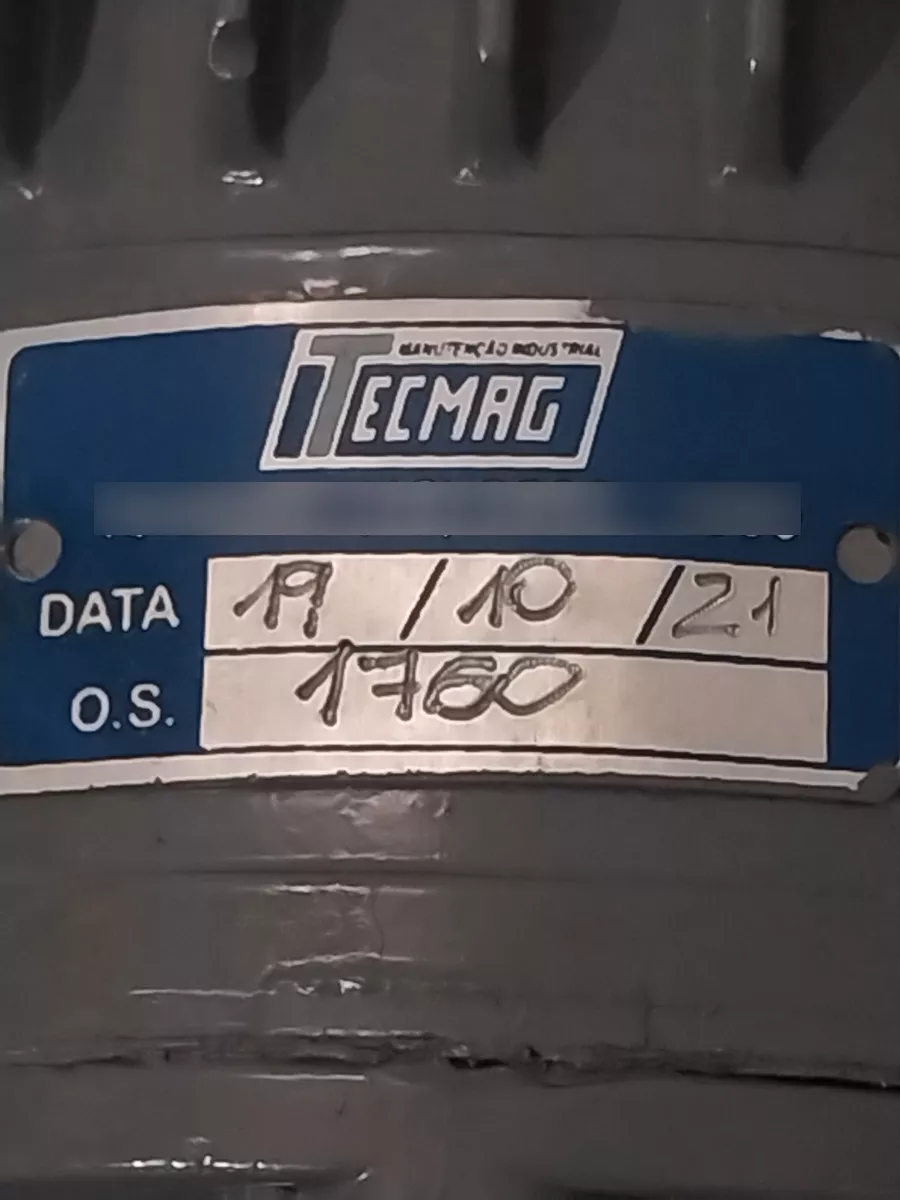 MANUTENÇÃO INDUSTRIAL
TECMAG
DATA 19/10/21
O.S. 1760